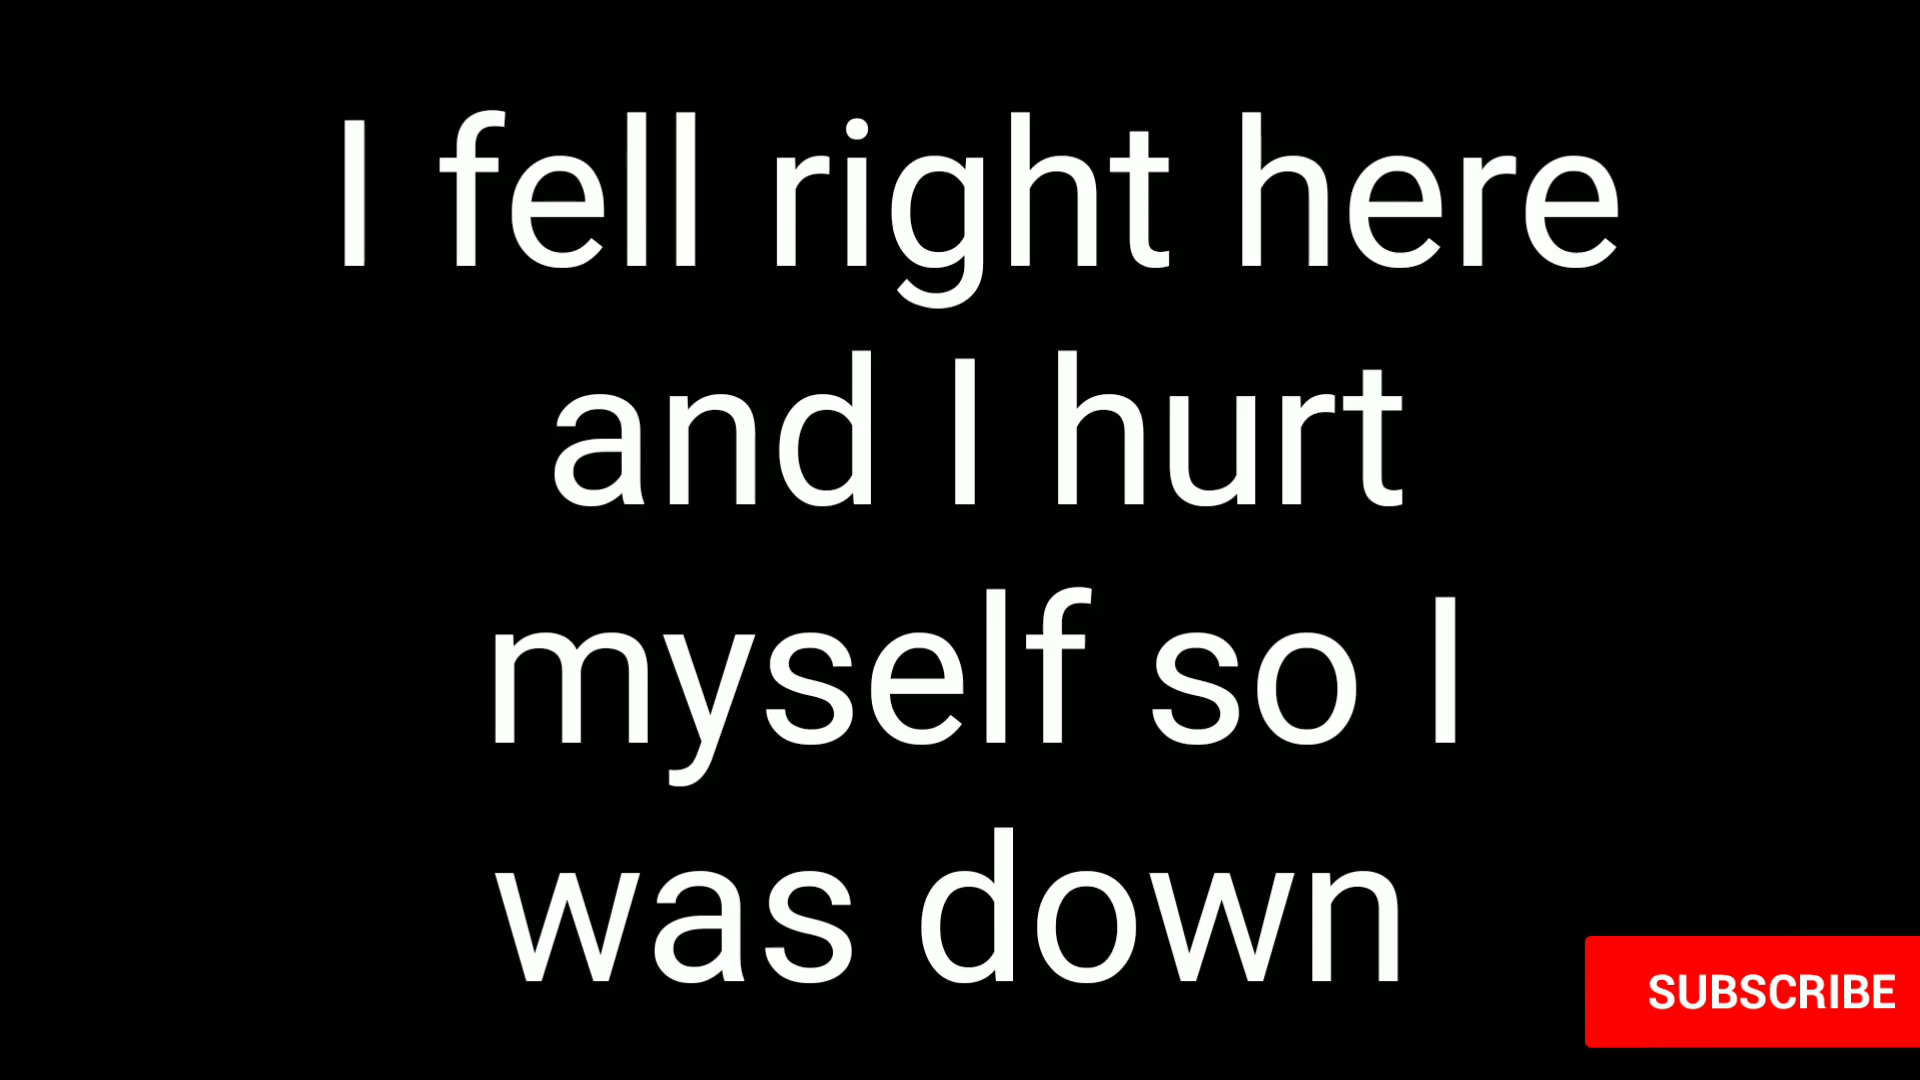 I fell right here
and I hurt
myself so I
was down
SUBSCRIBE